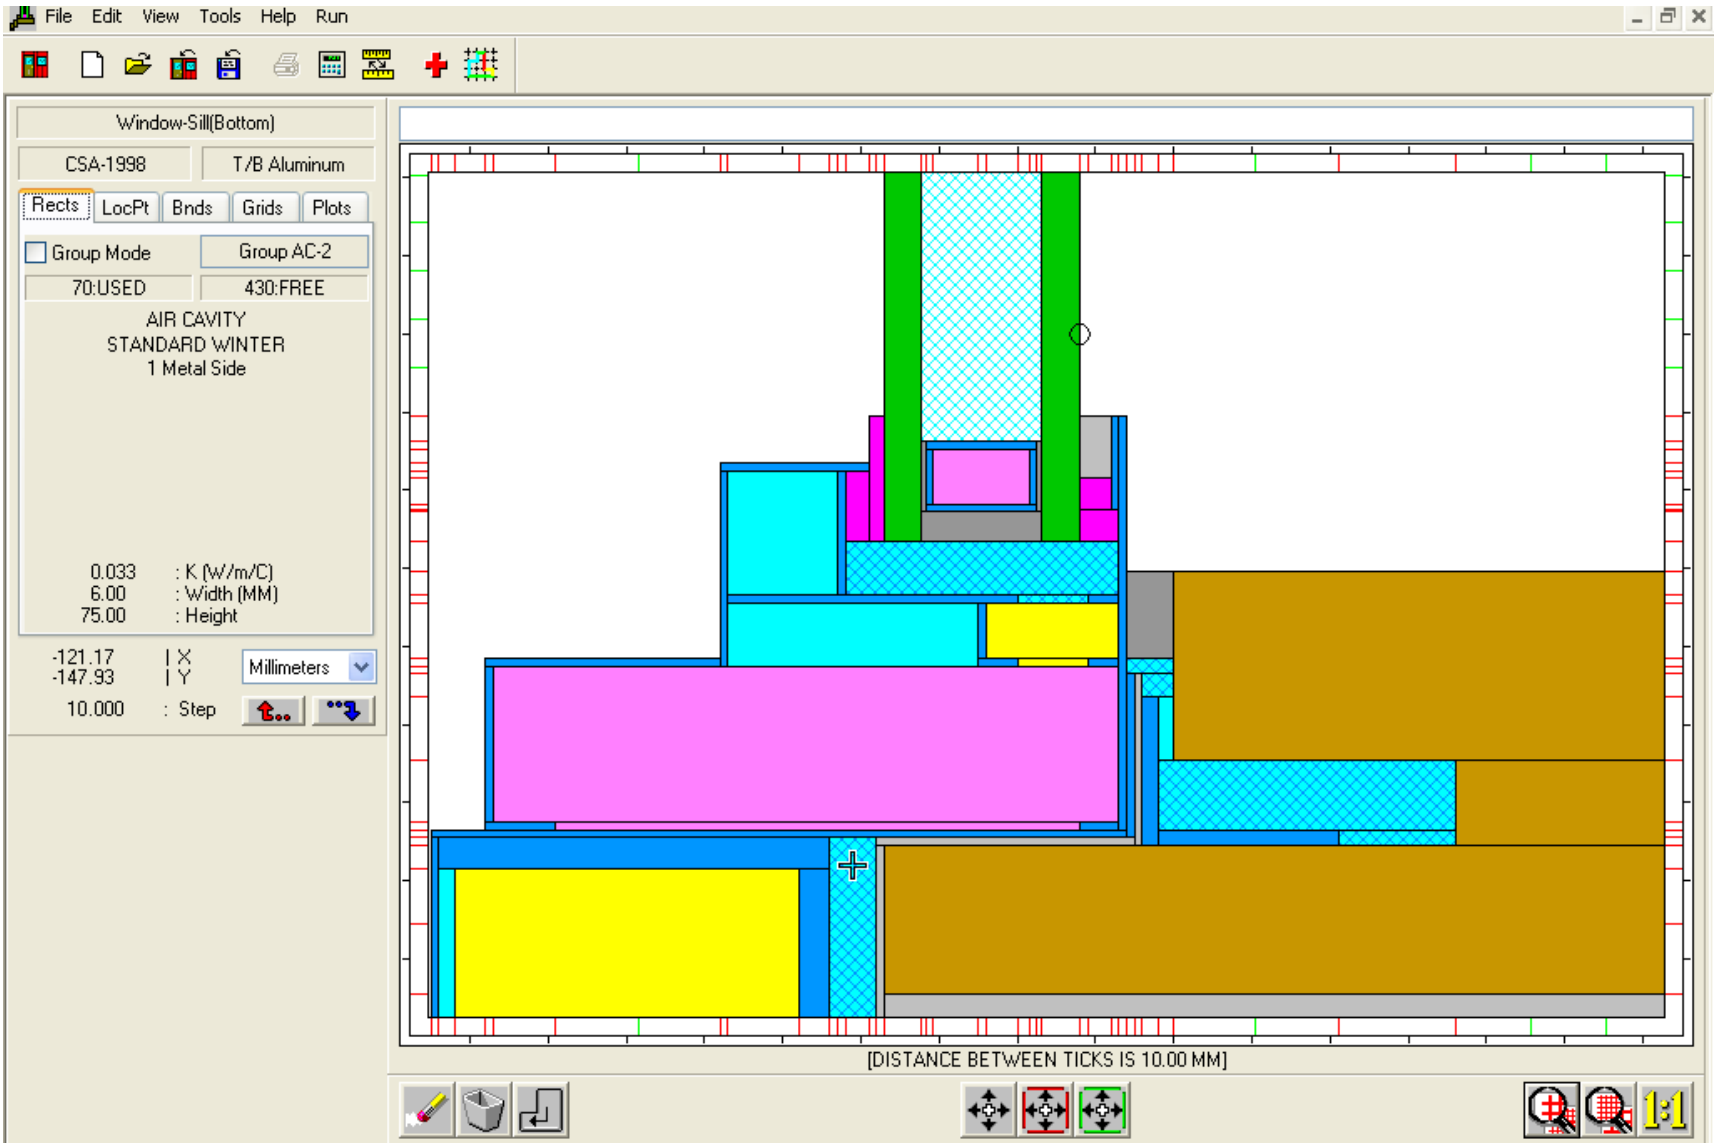 File Edit View Tools Help Run
Window-Sill(Bottom)
CSA-1998 T/B Aluminum
Rects LocPt Bnds Grids Plots
Group Mode Group AC-2
70:USED 430:FREE
AIR CAVITY
STANDARD WINTER
1 Metal Side
0.033 : K (W/m/C)
6.00 : Width (MM)
75.00 : Height
-121.17 | X
-147.93 | Y
Millimeters
10.000 : Step
[DISTANCE BETWEEN TICKS IS 10.00 MM]
1:1